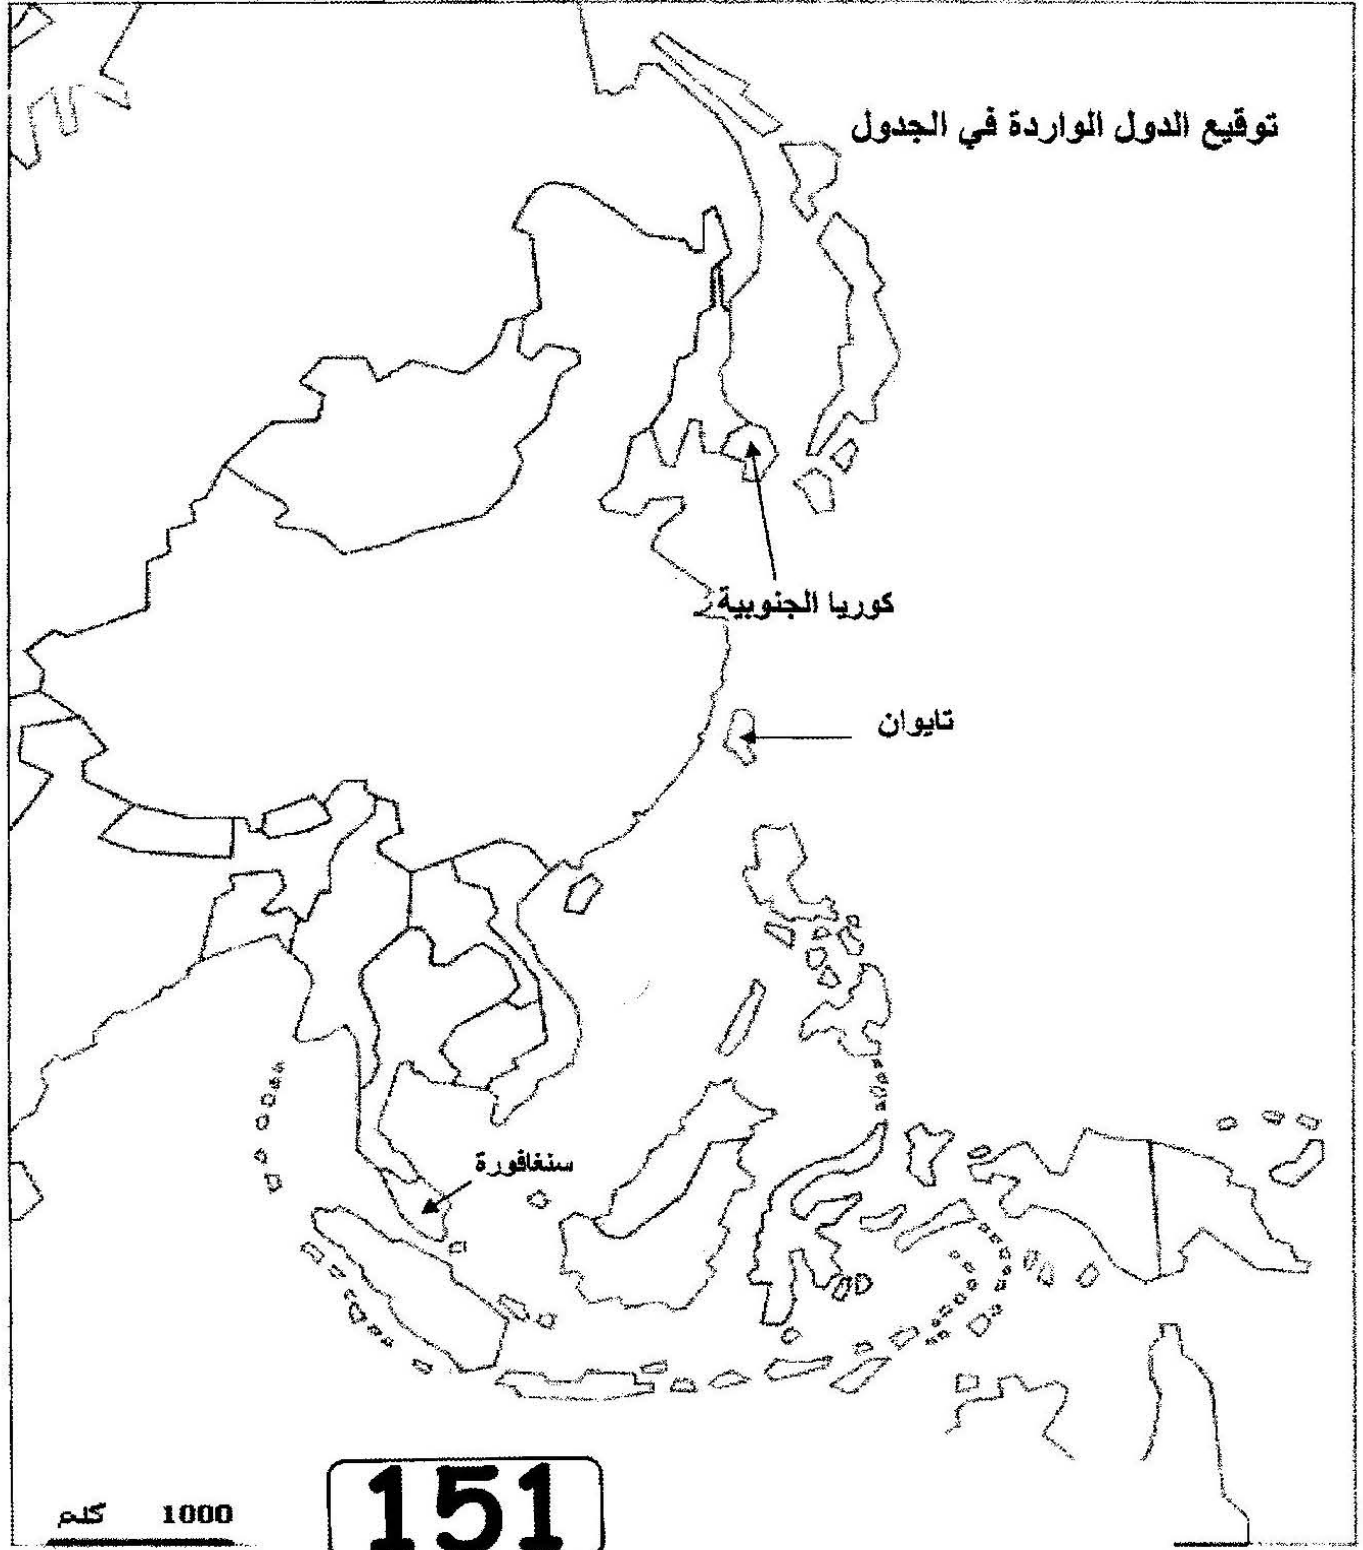 توقيع الدول الواردة في الجدول
كوريا الجنوبية
تايوان
سنغافورة
1000 كلم
151